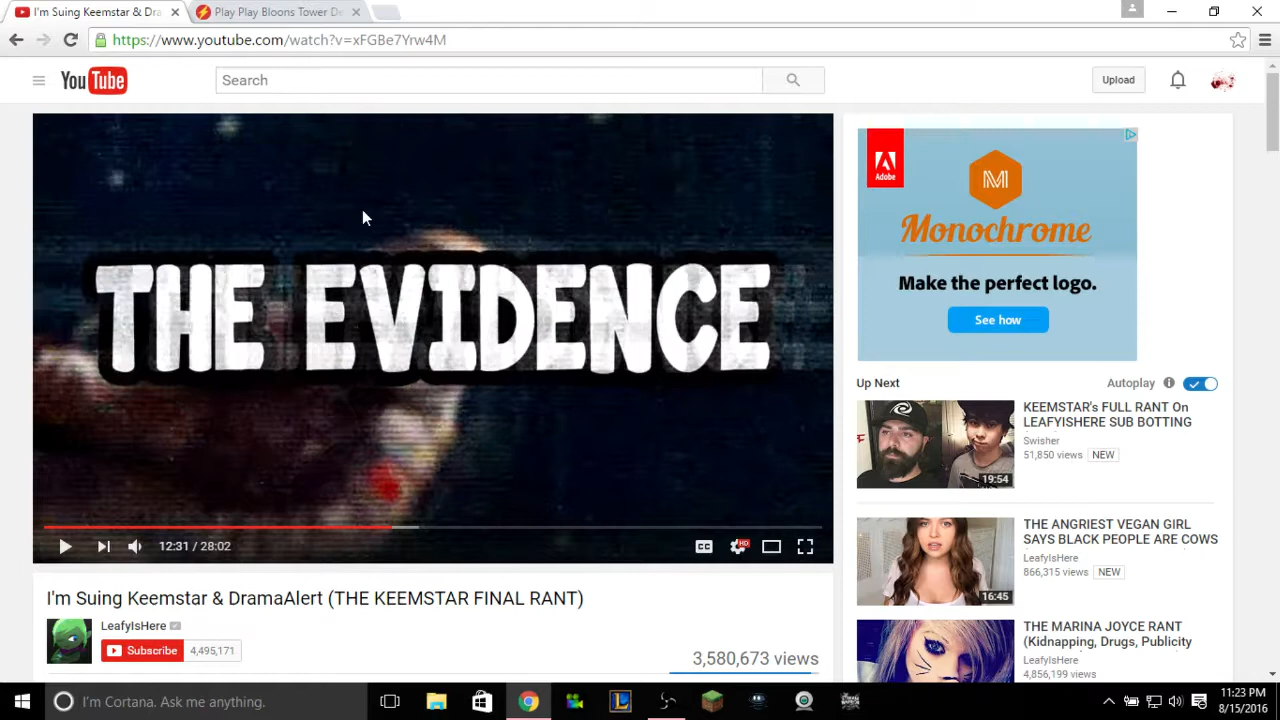 I'm Suing Keemstar & Dra
Play Play Bloons Tower De
https://www.youtube.com/watch?v=xFGBe7Yrw4M
YouTube
Search
Upload
THE EVIDENCE
12:31 / 28:02
CC
HD
I'm Suing Keemstar & DramaAlert (THE KEEMSTAR FINAL RANT)
LeafyIsHere
Subscribe
4,495,171
3,580,673 views
Adobe
M
Monochrome
Make the perfect logo.
See how
Up Next
Autoplay
KEEMSTAR's FULL RANT On
LEAFYISHERE SUB BOTTING
Swisher
51,850 views NEW
19:54
THE ANGRIEST VEGAN GIRL
SAYS BLACK PEOPLE ARE COWS
LeafyIsHere
866,315 views NEW
16:45
THE MARINA JOYCE RANT
(Kidnapping, Drugs, Publicity
LeafyIsHere
4,856,199 views
I'm Cortana. Ask me anything.
11:23 PM
8/15/2016